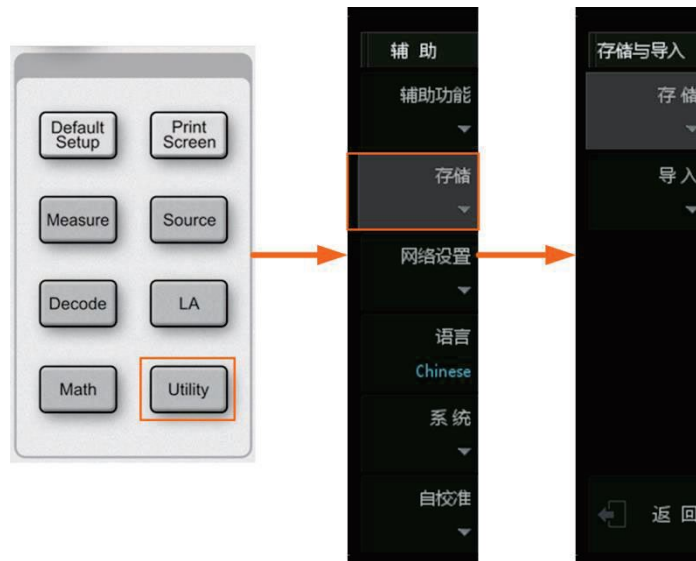 Default
Setup
Print
Screen
Measure
Source
Decode
LA
Math
Utility
辅 助
辅助功能
存储
网络设置
语言
Chinese
系 统
自校准
存储与导入
存 储
导 入
返 回